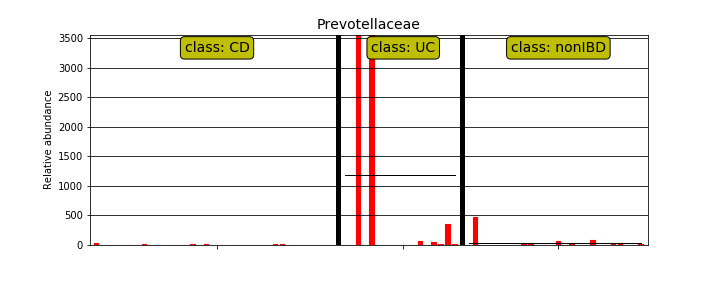 Prevotellaceae
class: CD
class: UC
class: nonIBD
Relative abundance
3500
3000
2500
2000
1500
1000
500
0